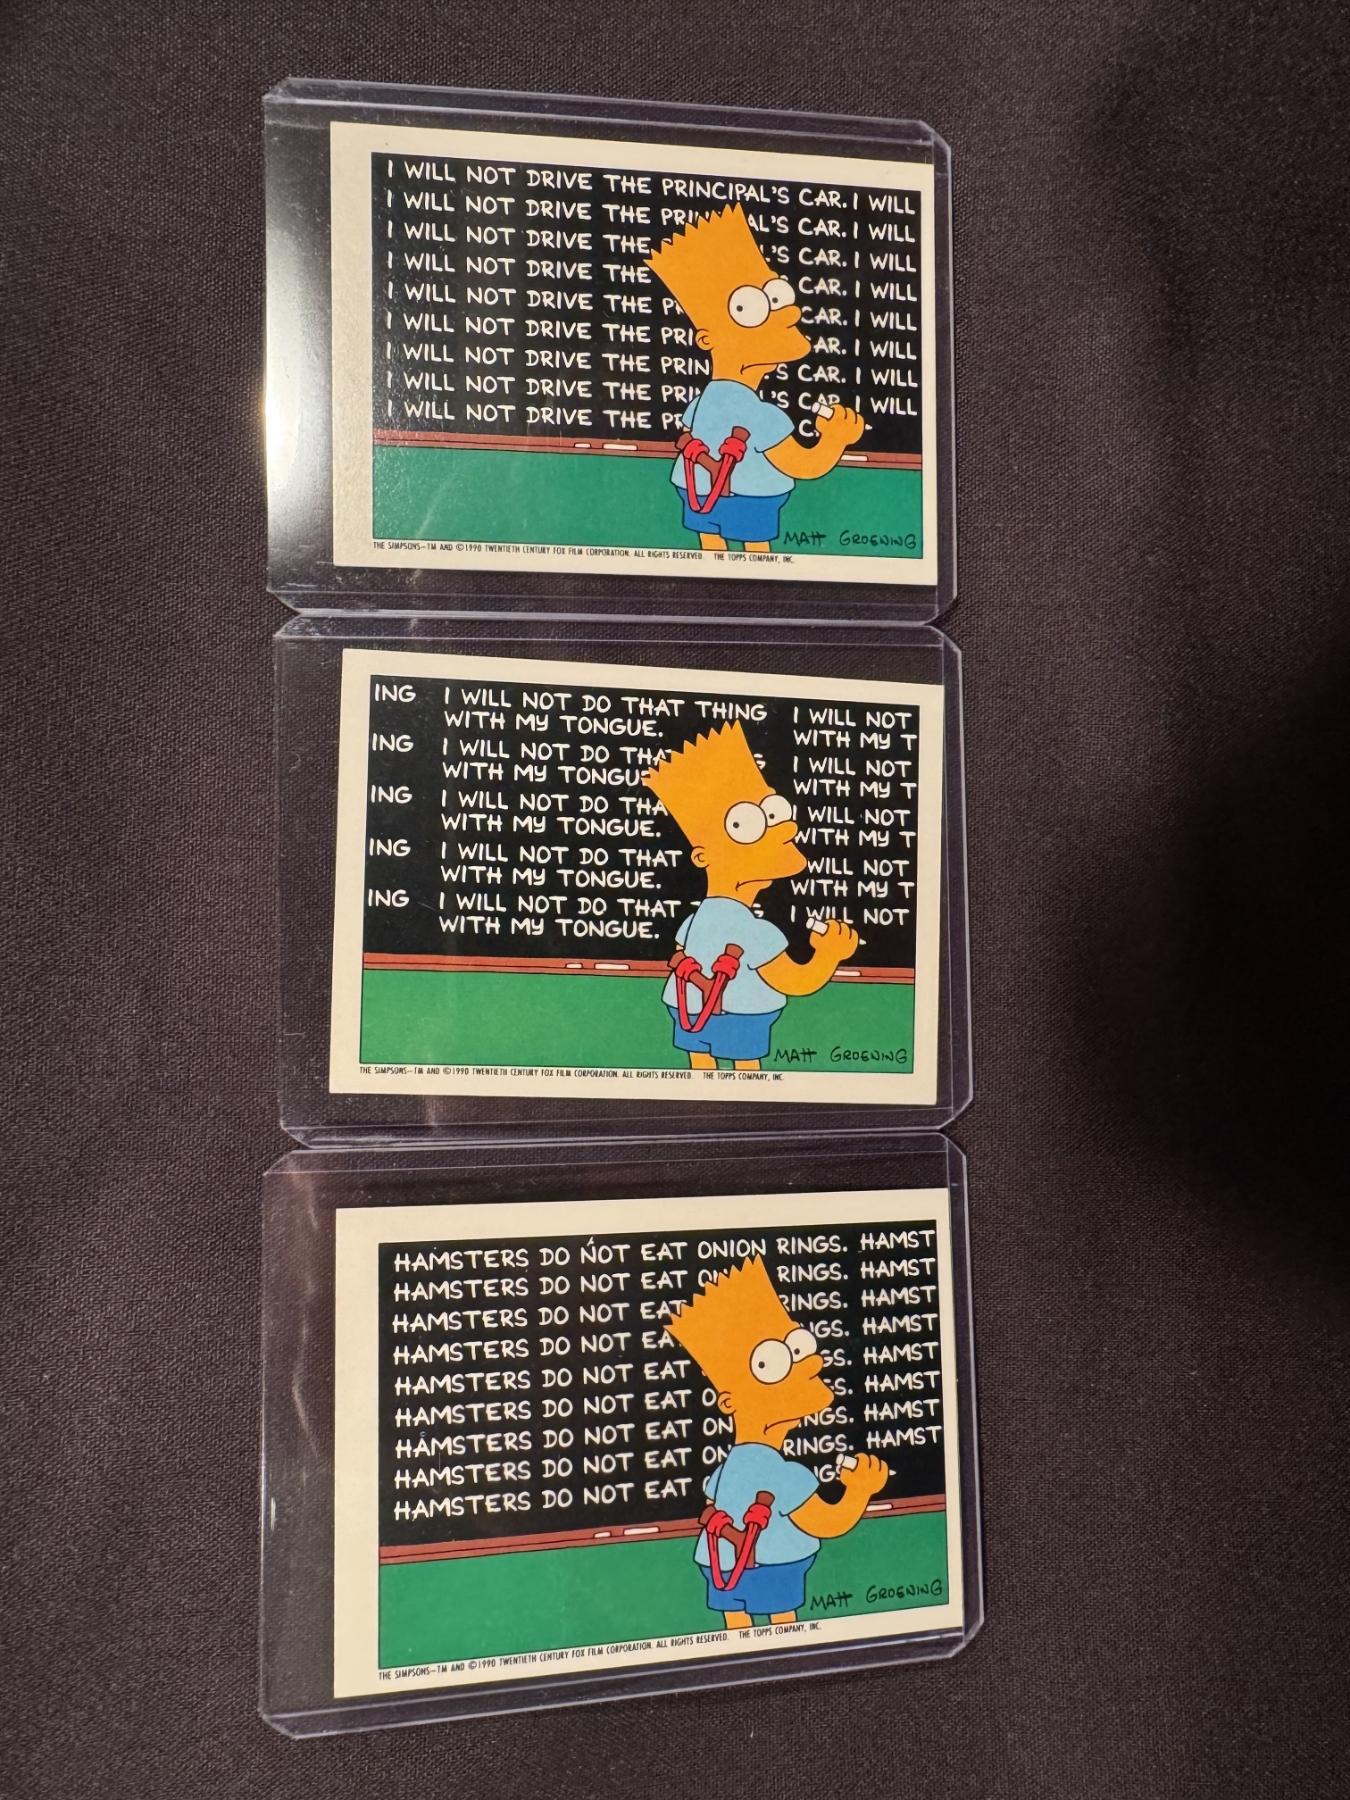 I WILL NOT DRIVE THE PRINCIPAL'S CAR. I WILL
I WILL NOT DRIVE THE PRIN AL'S CAR. I WILL
I WILL NOT DRIVE THE L'S CAR. I WILL
I WILL NOT DRIVE THE CAR. I WILL
I WILL NOT DRIVE THE P CAR. I WILL
I WILL NOT DRIVE THE PRI AR. I WILL
I WILL NOT DRIVE THE PRIN 'S CAR. I WILL
I WILL NOT DRIVE THE PRIN L'S CAR. I WILL
I WILL NOT DRIVE THE PR C
MATT GROENING
THE SIMPSONS—TM AND ©1990 TWENTIETH CENTURY FOX FILM CORPORATION. ALL RIGHTS RESERVED. THE TOPPS COMPANY, INC.
ING I WILL NOT DO THAT THING I WILL NOT
WITH MY TONGUE. WITH MY T
ING I WILL NOT DO THAT G I WILL NOT
WITH MY TONGUE WITH MY T
ING I WILL NOT DO THA I WILL NOT
WITH MY TONGUE. WITH MY T
ING I WILL NOT DO THAT WILL NOT
WITH MY TONGUE. WITH MY T
ING I WILL NOT DO THAT G I WILL NOT
WITH MY TONGUE.
MATT GROENING
THE SIMPSONS—TM AND ©1990 TWENTIETH CENTURY FOX FILM CORPORATION. ALL RIGHTS RESERVED. THE TOPPS COMPANY, INC.
HAMSTERS DO NOT EAT ONION RINGS. HAMST
HAMSTERS DO NOT EAT ON RINGS. HAMST
HAMSTERS DO NOT EAT RINGS. HAMST
HAMSTERS DO NOT EA NGS. HAMST
HAMSTERS DO NOT EAT GS. HAMST
HAMSTERS DO NOT EAT O S. HAMST
HAMSTERS DO NOT EAT ON NGS. HAMST
HAMSTERS DO NOT EAT ON RINGS. HAMST
HAMSTERS DO NOT EAT NGS
MATT GROENING
THE SIMPSONS—TM AND ©1990 TWENTIETH CENTURY FOX FILM CORPORATION. ALL RIGHTS RESERVED. THE TOPPS COMPANY, INC.